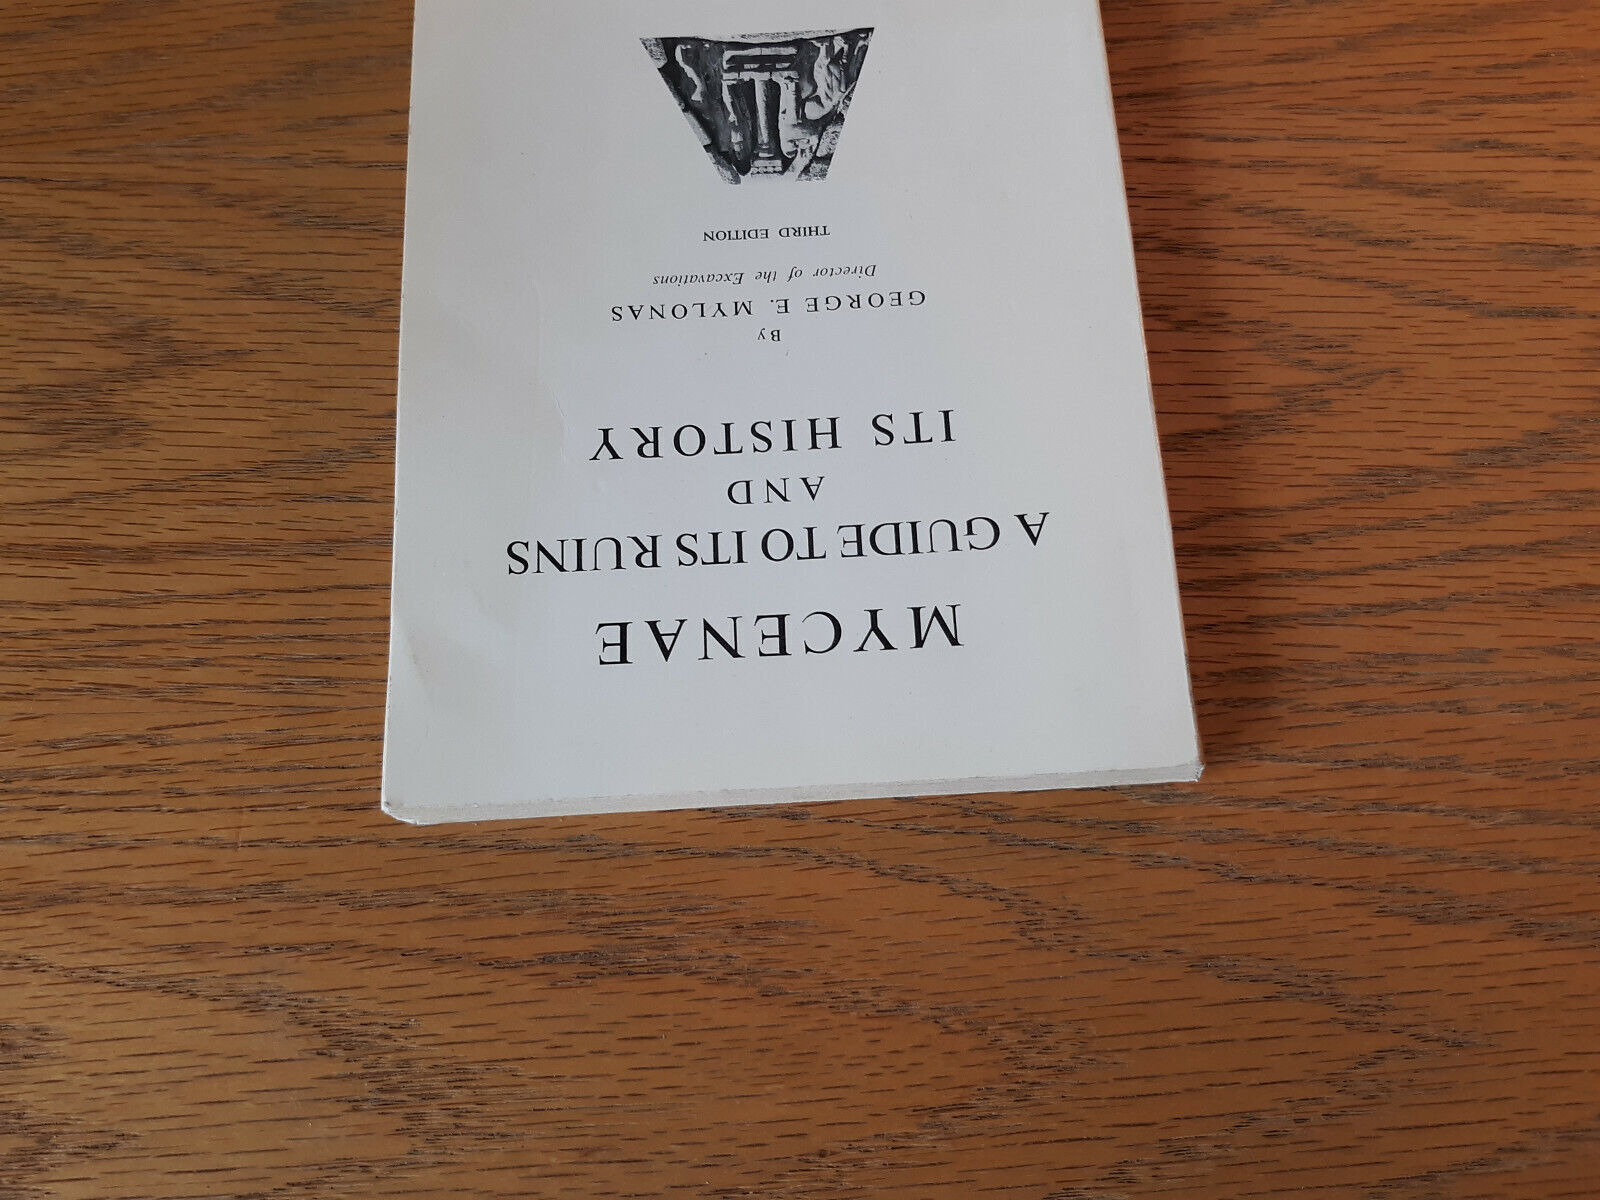 MYCENAE
A GUIDE TO ITS RUINS
AND
ITS HISTORY
By
GEORGE E. MYLONAS
Director of the Excavations
THIRD EDITION